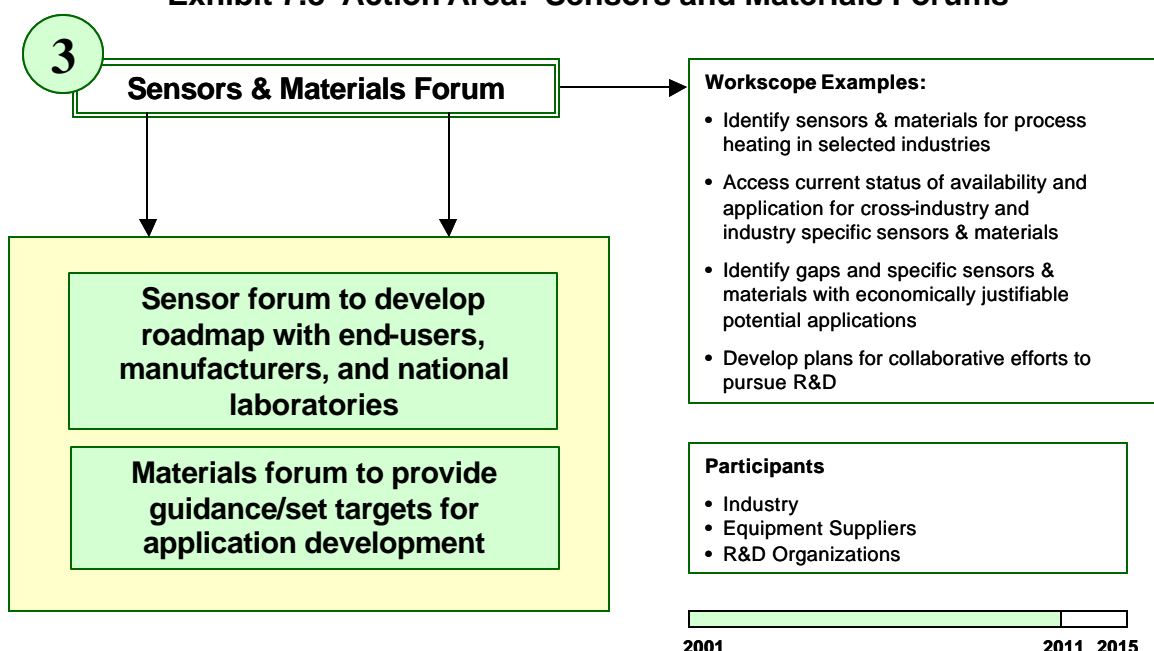 Exhibit 7.3 Action Area: Sensors and Materials Forums
3
Sensors & Materials Forum
Sensor forum to develop
roadmap with end-users,
manufacturers, and national
laboratories
Materials forum to provide
guidance/set targets for
application development
Workscope Examples:
• Identify sensors & materials for process
heating in selected industries
• Access current status of availability and
application for cross-industry and
industry specific sensors & materials
• Identify gaps and specific sensors &
materials with economically justifiable
potential applications
• Develop plans for collaborative efforts to
pursue R&D
Participants
• Industry
• Equipment Suppliers
• R&D Organizations
2001 2011 2015